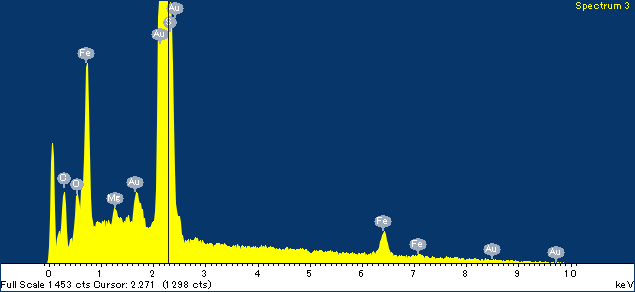 Spectrum 3
Au
S
Au
Fe
C
O
Au
Mg
Fe
Fe
Au
Au
0 1 2 3 4 5 6 7 8 9 10
Full Scale 1453 cts Cursor: 2.271 (1298 cts) keV